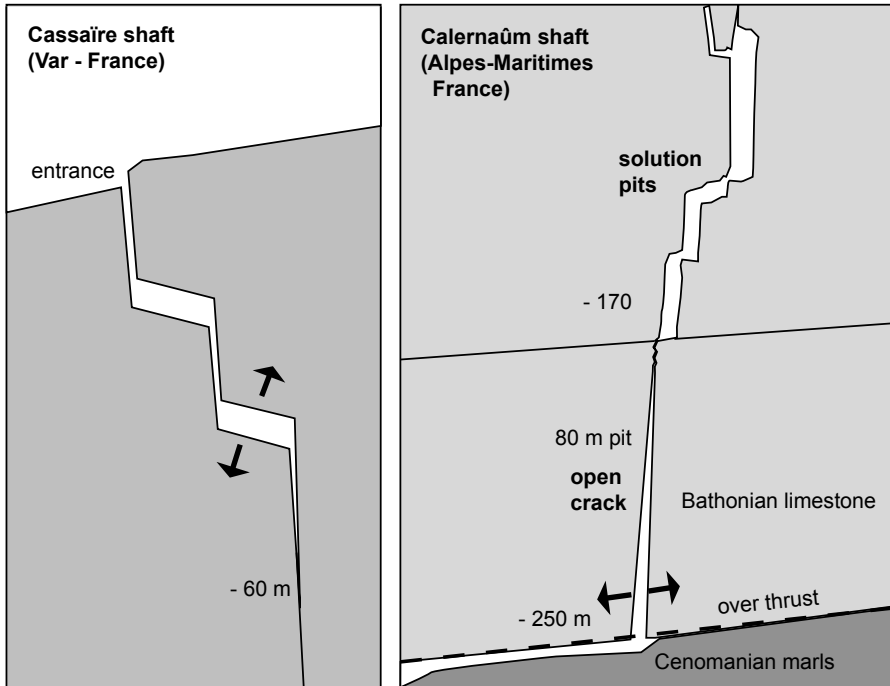 Cassaïre shaft
(Var - France)
entrance
- 60 m
Calernaûm shaft
(Alpes-Maritimes
France)
solution
pits
- 170
80 m pit
open
crack
Bathonian limestone
- 250 m
over thrust
Cenomanian marls